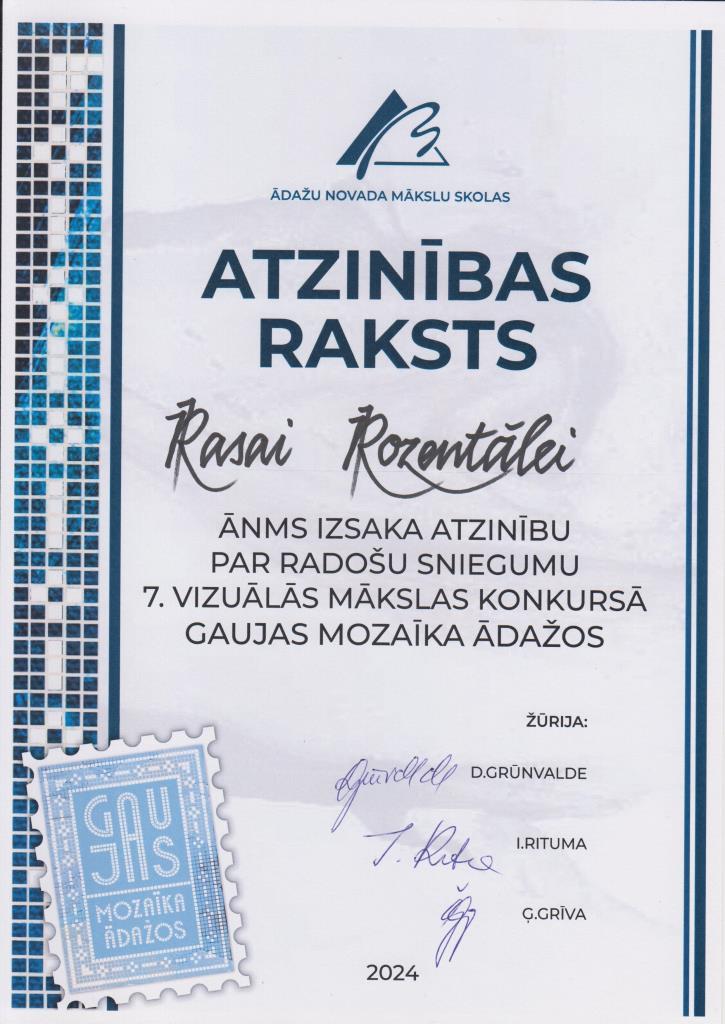 ĀDAŽU NOVADA MĀKSLU SKOLAS
ATZINĪBAS
RAKSTS
Rasai Rozentālei
ĀNMS IZSAKA ATZINĪBU
PAR RADOŠU SNIEGUMU
7. VIZUĀLĀS MĀKSLAS KONKURSĀ
GAUJAS MOZAĪKA ĀDAŽOS
ŽŪRIJA:
D.GRŪNVALDE
I.RITUMA
Ģ.GRĪVA
GAU
JAS
MOZAĪKA
ĀDAŽOS
2024